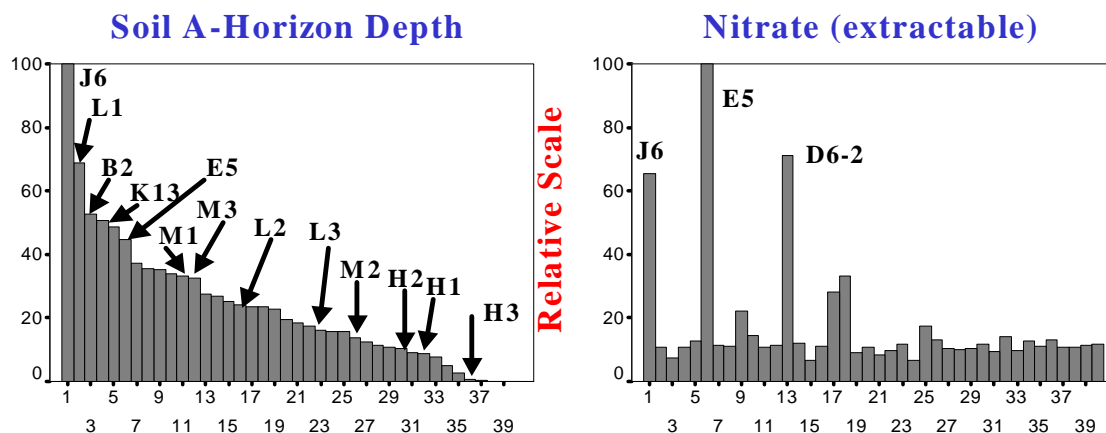 Soil A-Horizon Depth
100
80
60
40
20
0
J6
L1
B2
K13
E5
M1
M3
L2
L3
M2
H2
H1
H3
1 5 9 13 17 21 25 29 33 37
3 7 11 15 19 23 27 31 35 39
Relative Scale
Nitrate (extractable)
100
80
60
40
20
0
J6
E5
D6-2
1 5 9 13 17 21 25 29 33 37
3 7 11 15 19 23 27 31 35 39